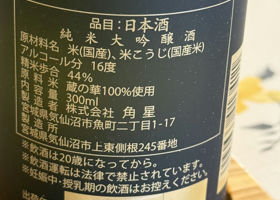 品目:日本酒
純米大吟醸酒
原材料名 米(国産)、米こうじ(国産米)
アルコール分 16度
精米歩合 44%
原料米 蔵の華100%使用
内容量 300ml
製造者 株式会社 角星
宮城県気仙沼市魚町二丁目1-17
製造所
宮城県気仙沼市上東側根245番地
※飲酒は20歳になってから。
※飲酒運転は法律で禁止されています。
※妊娠中・授乳期の飲酒はお控えください。